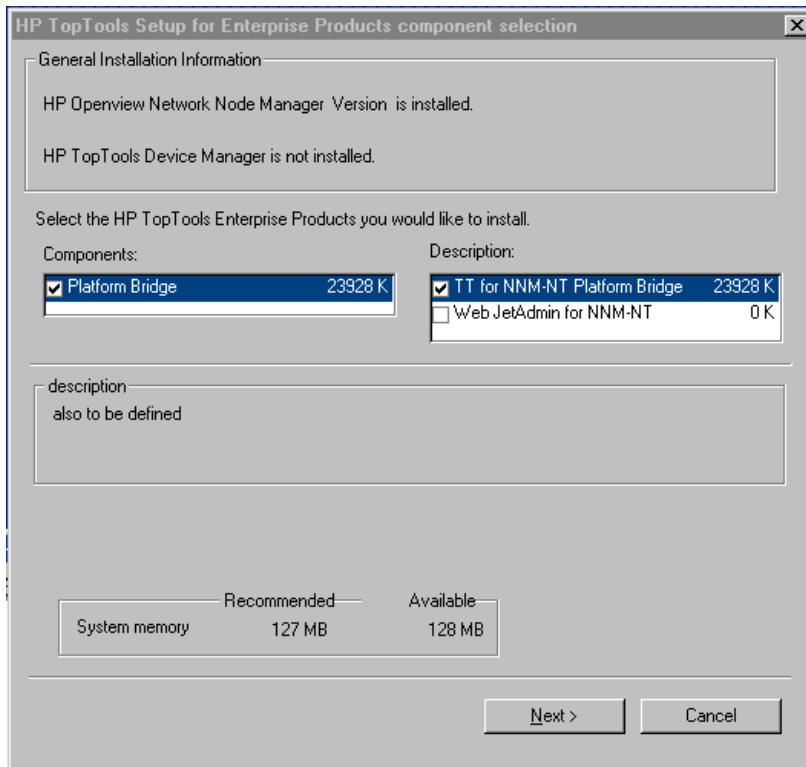 HP TopTools Setup for Enterprise Products component selection
General Installation Information
HP Openview Network Node Manager Version is installed.
HP TopTools Device Manager is not installed.
Select the HP TopTools Enterprise Products you would like to install.
Components:
Description:
Platform Bridge 23928 K
TT for NNM-NT Platform Bridge 23928 K
Web JetAdmin for NNM-NT 0 K
description
also to be defined
Recommended Available
System memory 127 MB 128 MB
Next > Cancel